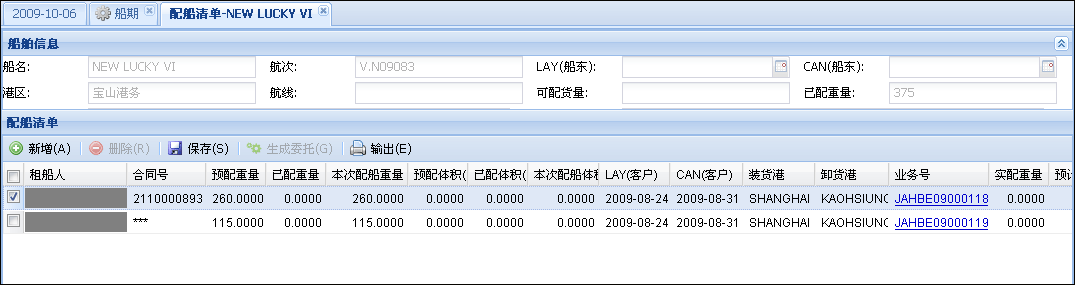 2009-10-06 船期 配船清单-NEW LUCKY VI
船舶信息
船名: NEW LUCKY VI 航次: V.N09083 LAY(船东): CAN(船东):
港区: 宝山港务 航线: 可配货量: 已配重量: 375
配船清单
新增(A) 删除(R) 保存(S) 生成委托(G) 输出(E)
租船人 合同号 预配重量 已配重量 本次配船重量 预配体积( 已配体积( 本次配船体积 LAY(客户) CAN(客户) 装货港 卸货港 业务号 实配重量 预计
2110000893 260.0000 0.0000 260.0000 0.0000 0.0000 0.0000 2009-08-24 2009-08-31 SHANGHAI KAOHSIUNG JAHBE09000118 0.0000
*** 115.0000 0.0000 115.0000 0.0000 0.0000 0.0000 2009-08-24 2009-08-31 SHANGHAI KAOHSIUNG JAHBE09000119 0.0000